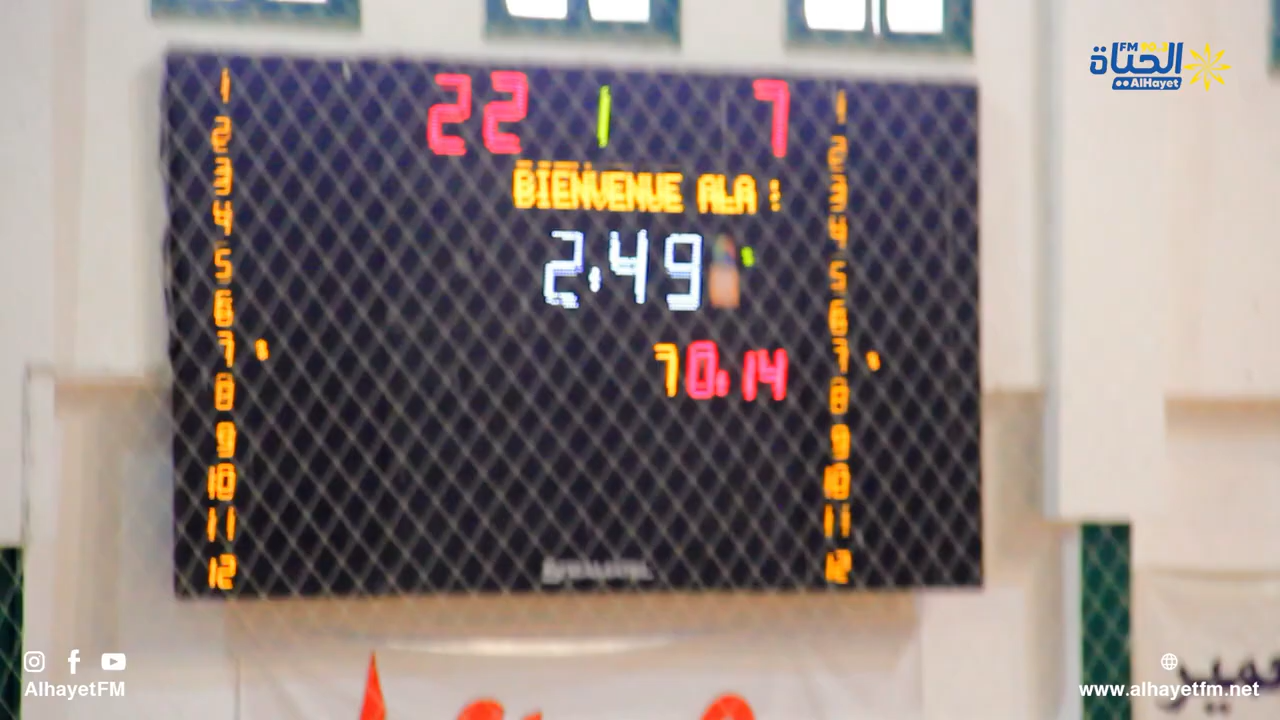 22 1 7
BIENVENUE ALA :
2:49
7 0:14
1 1
2 2
3 3
4 4
5 5
6 6
7 7
8 8
9 9
10 10
11 11
12 12
الحياة FM
AlHayet
AlhayetFM
www.alhayetfm.net